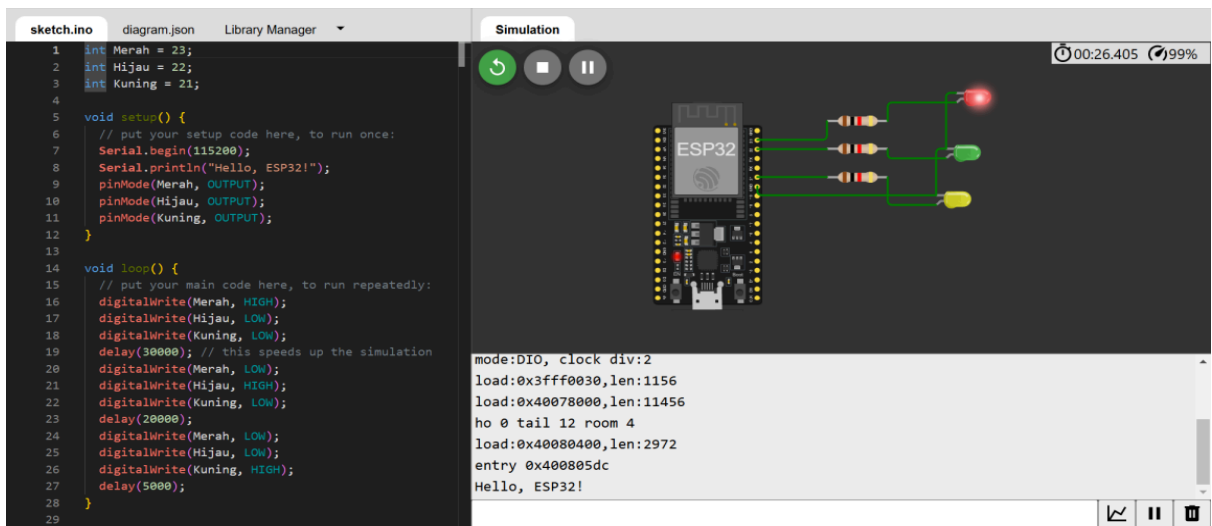 sketch.ino diagram.json Library Manager
1 int Merah = 23;
2 int Hijau = 22;
3 int Kuning = 21;
4
5 void setup() {
6 // put your setup code here, to run once:
7 Serial.begin(115200);
8 Serial.println("Hello, ESP32!");
9 pinMode(Merah, OUTPUT);
10 pinMode(Hijau, OUTPUT);
11 pinMode(Kuning, OUTPUT);
12 }
13
14 void loop() {
15 // put your main code here, to run repeatedly:
16 digitalWrite(Merah, HIGH);
17 digitalWrite(Hijau, LOW);
18 digitalWrite(Kuning, LOW);
19 delay(30000); // this speeds up the simulation
20 digitalWrite(Merah, LOW);
21 digitalWrite(Hijau, HIGH);
22 digitalWrite(Kuning, LOW);
23 delay(20000);
24 digitalWrite(Merah, LOW);
25 digitalWrite(Hijau, LOW);
26 digitalWrite(Kuning, HIGH);
27 delay(5000);
28 }
29
Simulation
00:26.405 99%
ESP32
mode:DIO, clock div:2
load:0x3fff0030,len:1156
load:0x40078000,len:11456
ho 0 tail 12 room 4
load:0x40080400,len:2972
entry 0x400805dc
Hello, ESP32!